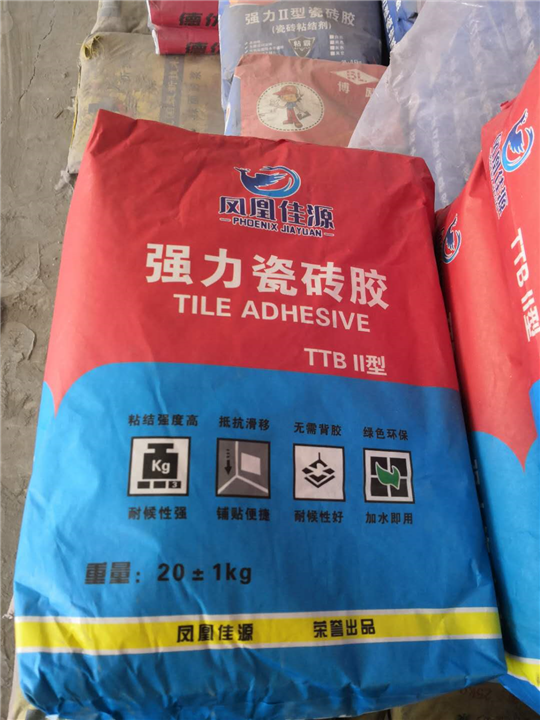 强力II型瓷砖胶
(瓷砖粘结剂)
博
凤凰佳源
PHOENIX JIAYUAN
强力瓷砖胶
TILE ADHESIVE
TTB II型
粘结强度高 抵抗滑移 无需背胶 绿色环保
Kg
耐候性强 铺贴便捷 耐候性好 加水即用
重量：20±1kg
凤凰佳源 荣誉出品
TTB II型